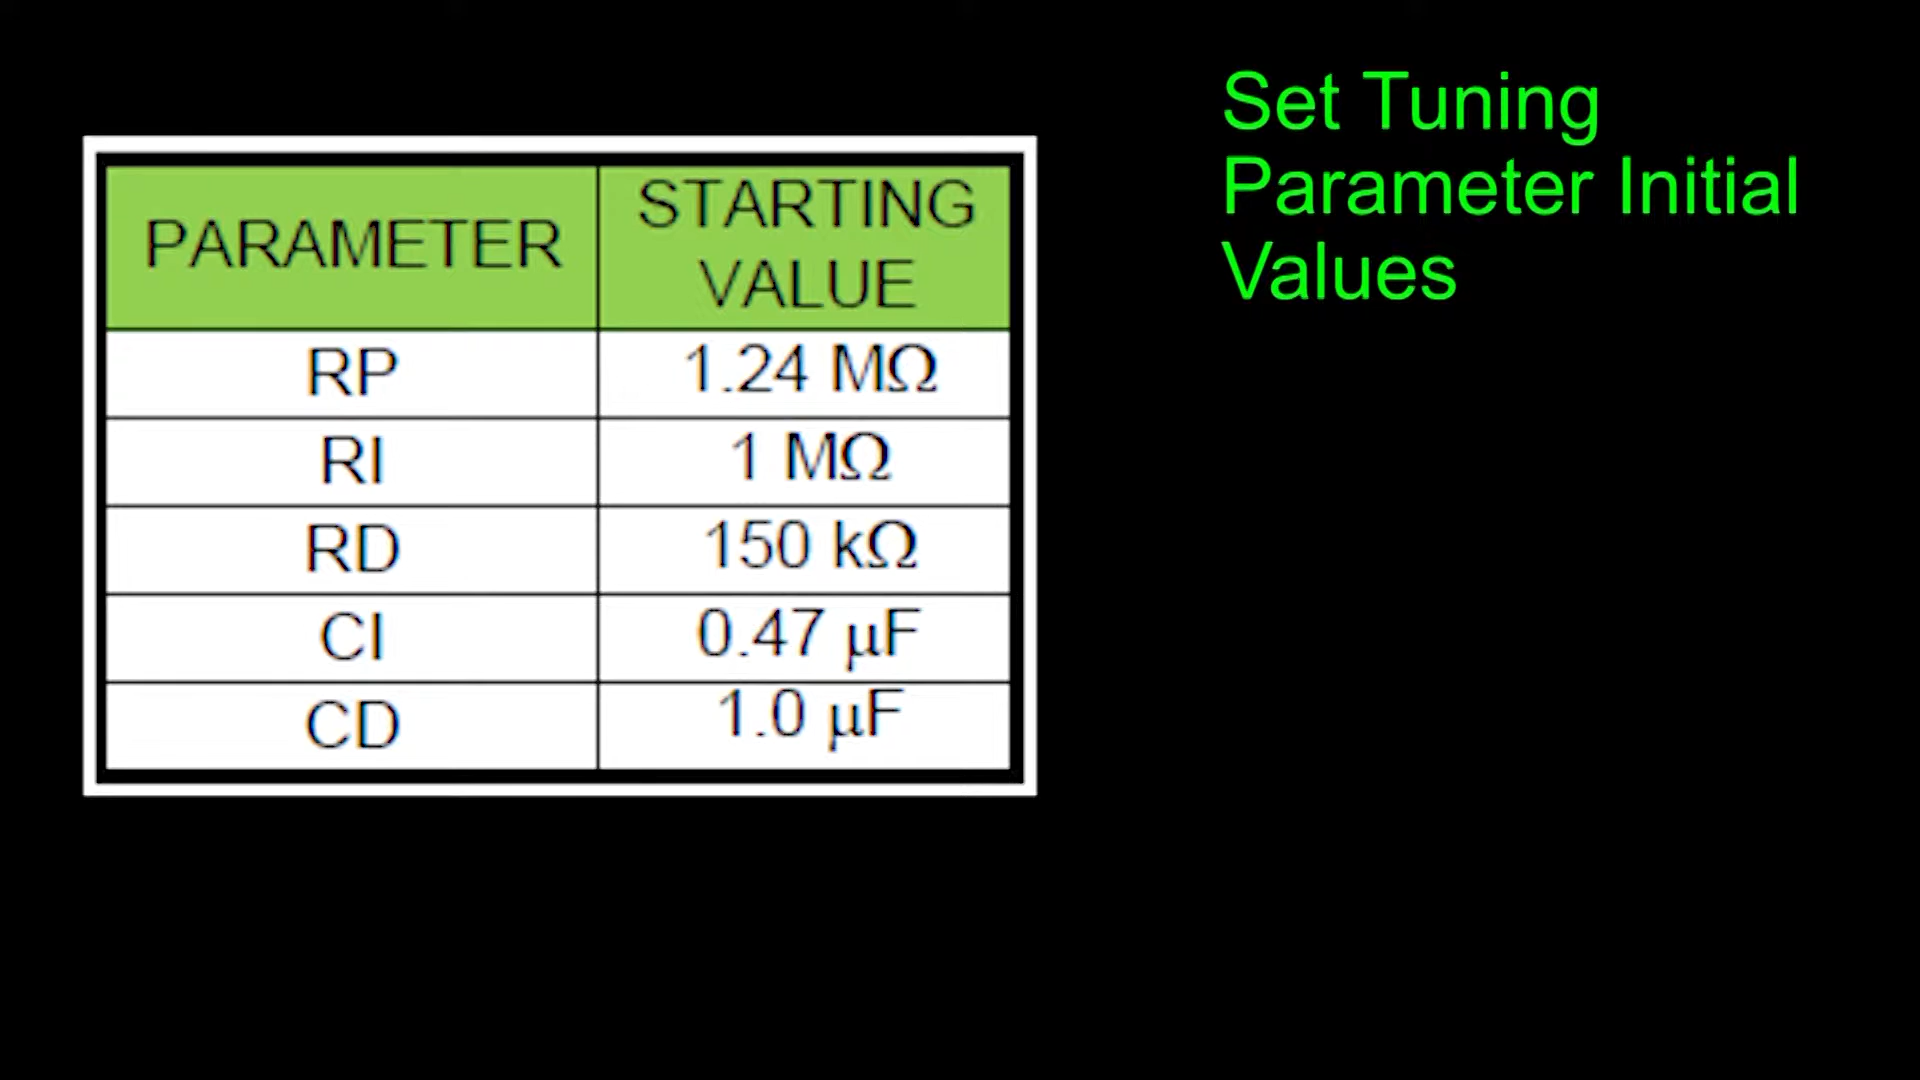 Set Tuning
Parameter Initial
Values
PARAMETER STARTING VALUE
RP 1.24 MΩ
RI 1 MΩ
RD 150 kΩ
CI 0.47 μF
CD 1.0 μF